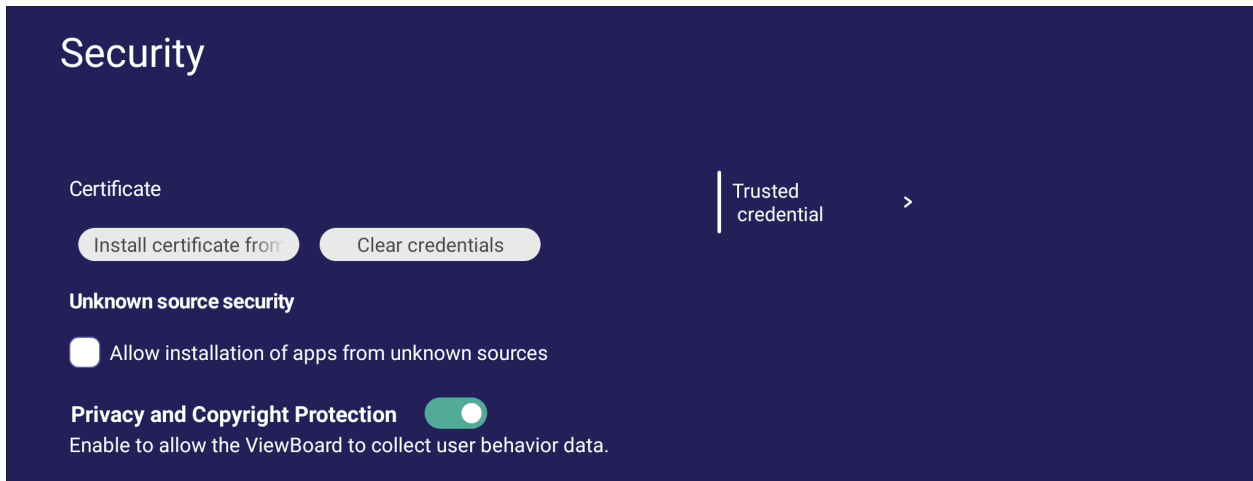 Security
Certificate
Trusted
credential
Install certificate from
Clear credentials
Unknown source security
Allow installation of apps from unknown sources
Privacy and Copyright Protection
Enable to allow the ViewBoard to collect user behavior data.